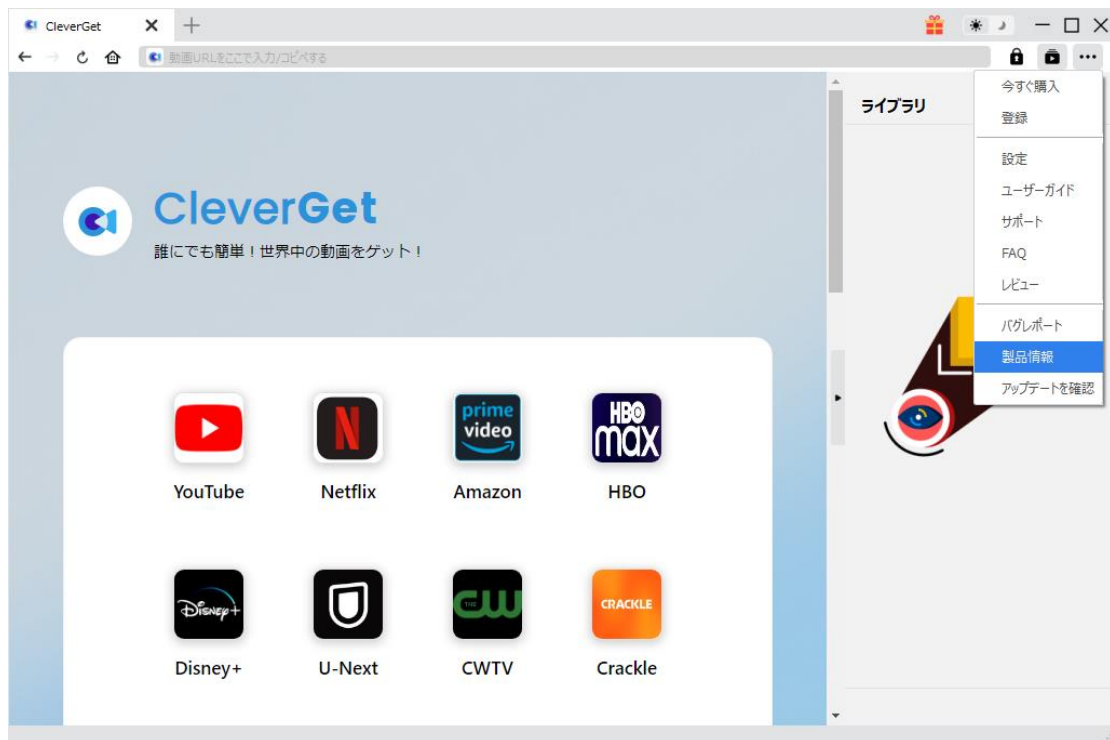 CleverGet
動画URLをここで入力/コピペする
今すぐ購入
登録
設定
ユーザーガイド
サポート
FAQ
レビュー
バグレポート
製品情報
アップデートを確認
ライブラリ
CleverGet
誰にでも簡単！世界中の動画をゲット！
prime
video
HBO
max
N
YouTube
Netflix
Amazon
HBO
Disney+
THE
CW
CRACKLE
Disney+
U-Next
CWTV
Crackle